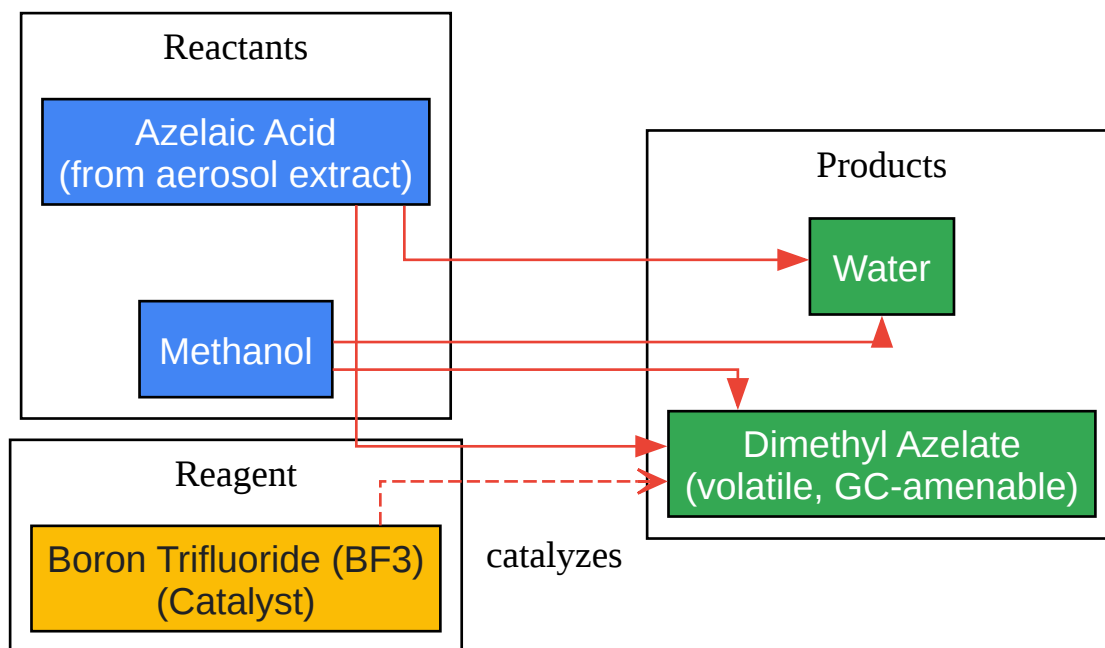 Reactants
Azelaic Acid
(from aerosol extract)
Methanol
Reagent
Boron Trifluoride (BF3)
(Catalyst)
catalyzes
Products
Water
Dimethyl Azelate
(volatile, GC-amenable)